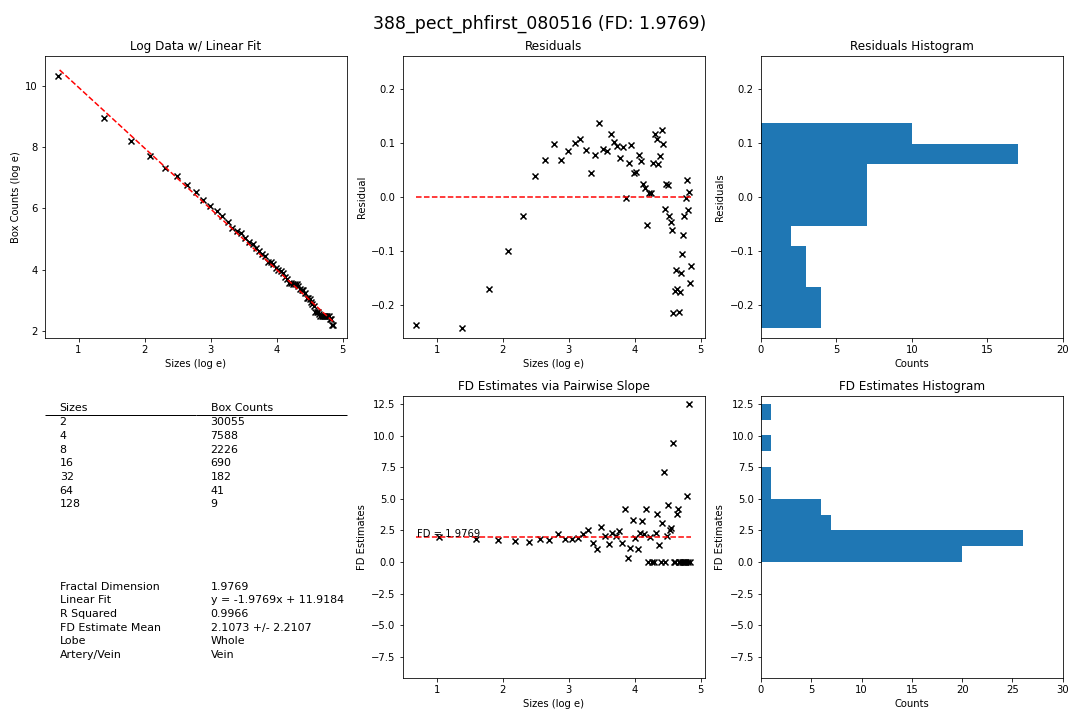 388_pect_phfirst_080516 (FD: 1.9769)
Log Data w/ Linear Fit
10
8
6
4
2
1 2 3 4 5
Box Counts (log e)
Sizes (log e)
Residuals
0.2
0.1
0.0
−0.1
−0.2
1 2 3 4 5
Residual
Sizes (log e)
Residuals Histogram
0.2
0.1
0.0
−0.1
−0.2
0 5 10 15 20
Residuals
Counts
Sizes Box Counts
2 30055
4 7588
8 2226
16 690
32 182
64 41
128 9
Fractal Dimension 1.9769
Linear Fit y = -1.9769x + 11.9184
R Squared 0.9966
FD Estimate Mean 2.1073 +/- 2.2107
Lobe Whole
Artery/Vein Vein
FD Estimates via Pairwise Slope
12.5
10.0
7.5
5.0
2.5
0.0
−2.5
−5.0
−7.5
FD = 1.9769
1 2 3 4 5
FD Estimates
Sizes (log e)
FD Estimates Histogram
12.5
10.0
7.5
5.0
2.5
0.0
−2.5
−5.0
−7.5
0 5 10 15 20 25 30
FD Estimates
Counts